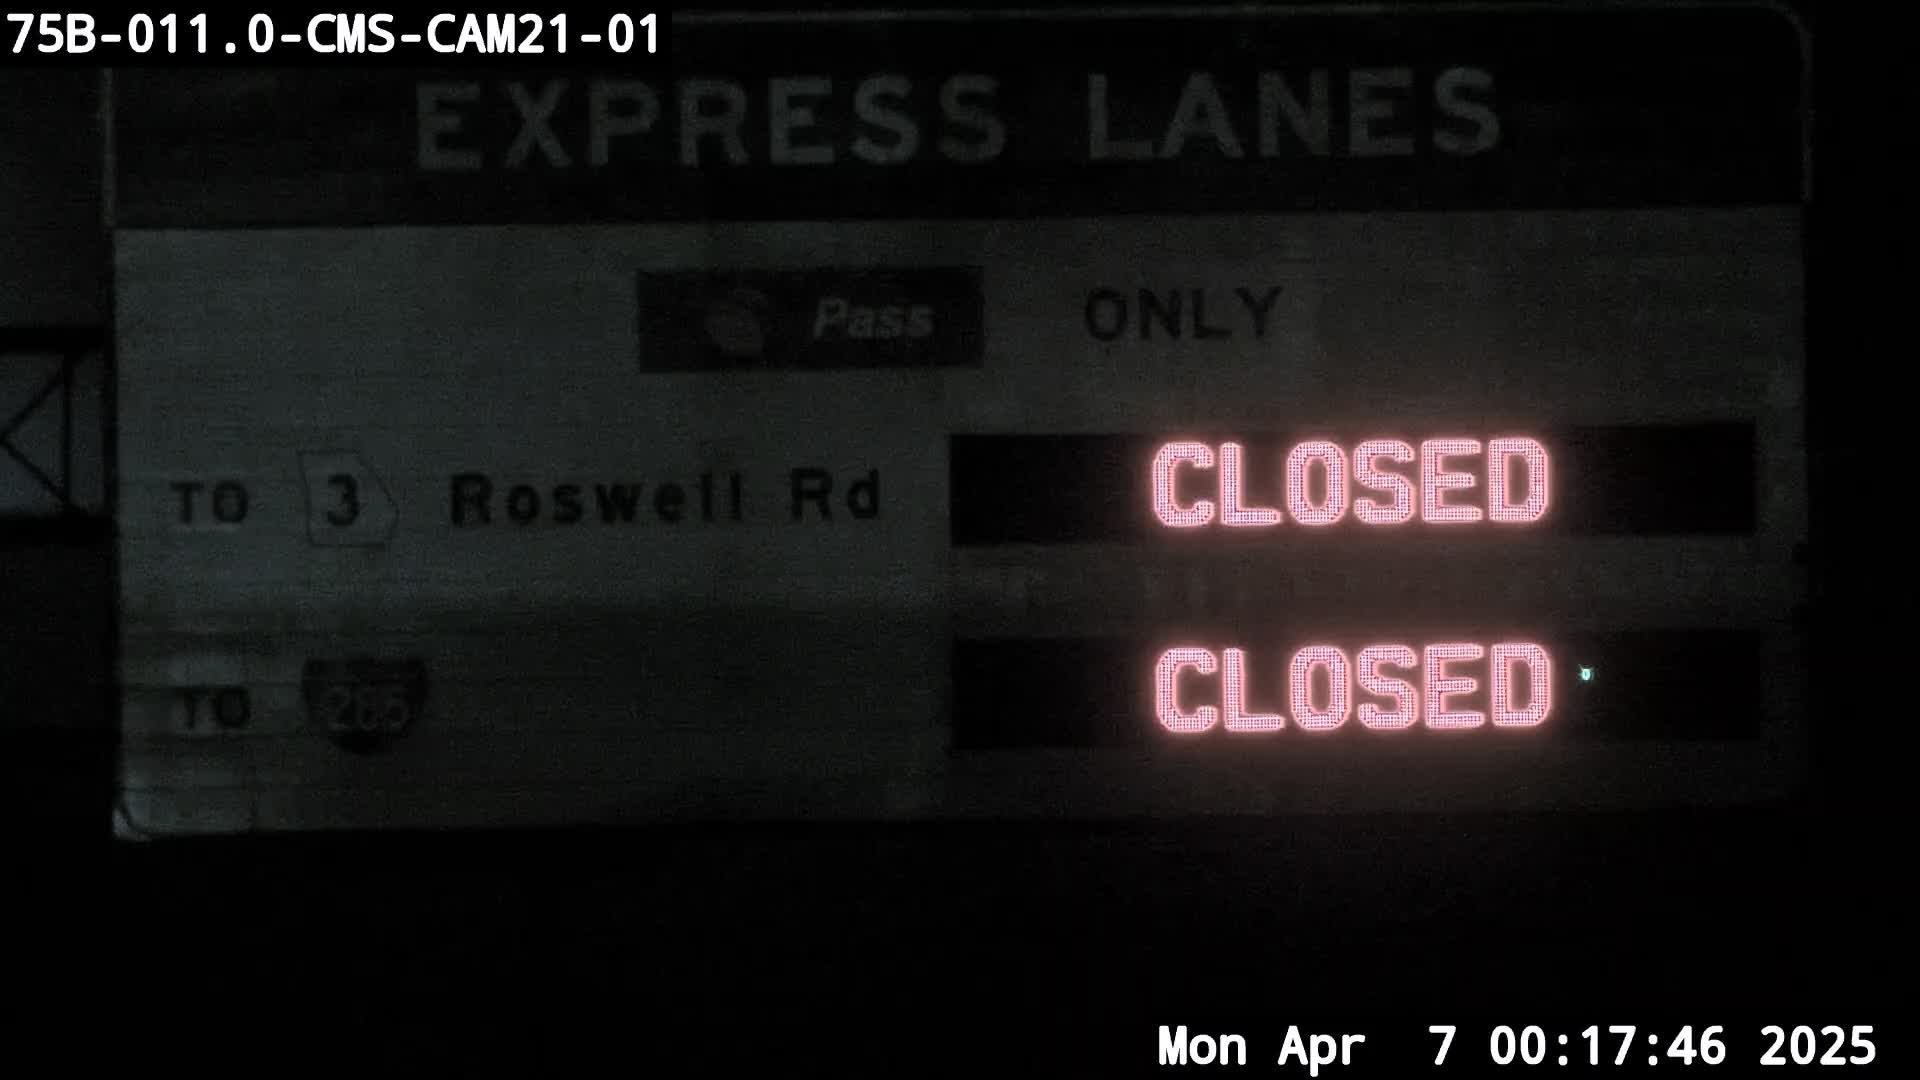 75B-011.0-CMS-CAM21-01
EXPRESS LANES
Pass ONLY
TO 3 Roswell Rd CLOSED
TO 285 CLOSED
Mon Apr 7 00:17:46 2025